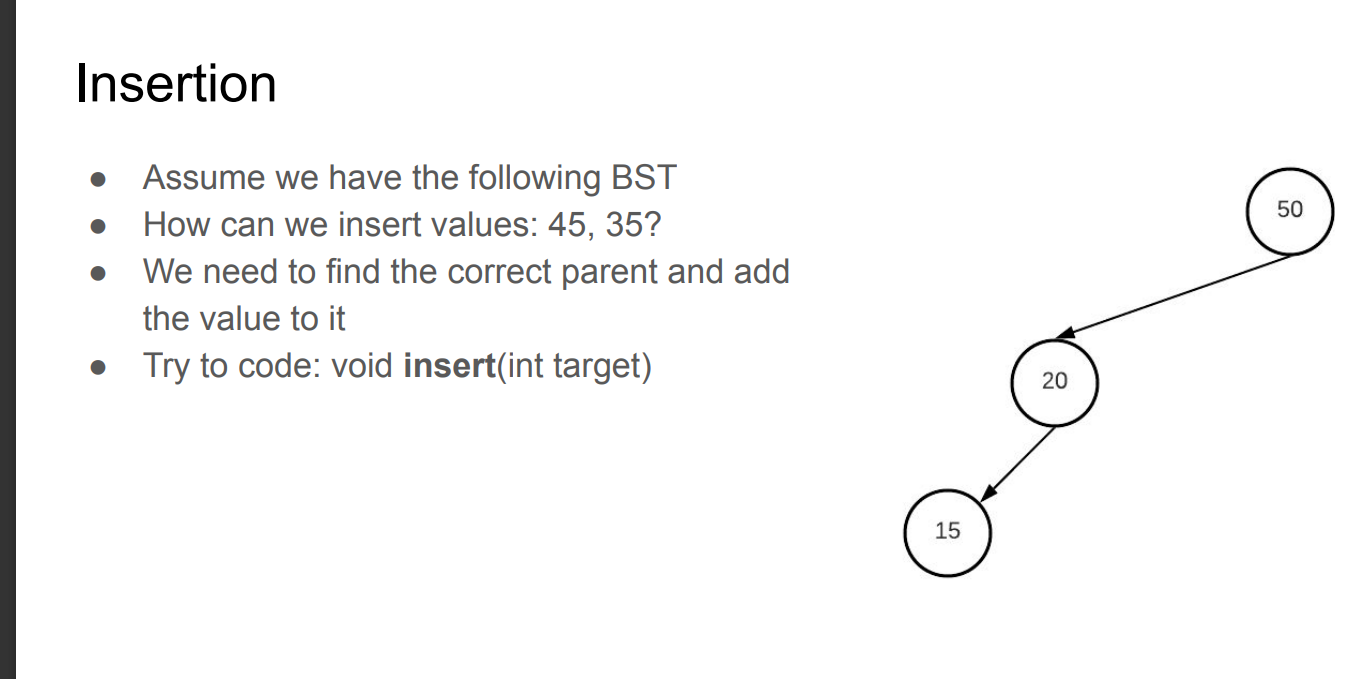 Insertion
● Assume we have the following BST
● How can we insert values: 45, 35?
● We need to find the correct parent and add
the value to it
● Try to code: void insert(int target)
50
20
15